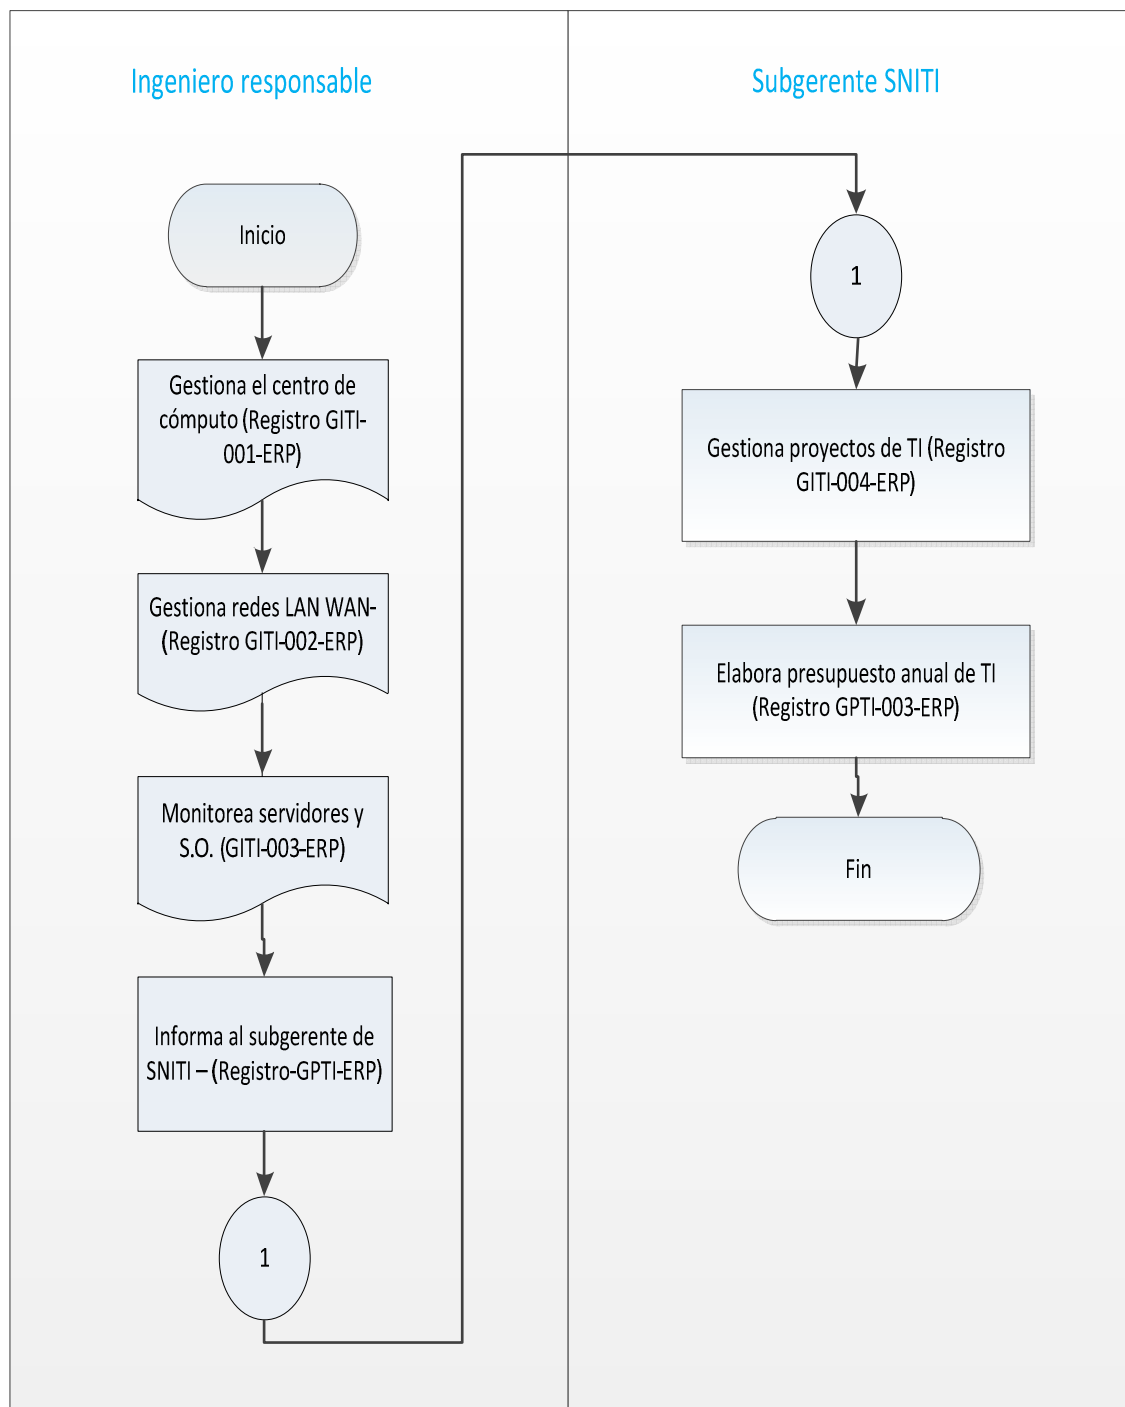 Ingeniero responsable
Inicio
Gestiona el centro de
cómputo (Registro GITI-
001-ERP)
Gestiona redes LAN WAN-
(Registro GITI-002-ERP)
Monitorea servidores y
S.O. (GITI-003-ERP)
Informa al subgerente de
SNITI – (Registro-GPTI-ERP)
1
Subgerente SNITI
1
Gestiona proyectos de TI (Registro
GITI-004-ERP)
Elabora presupuesto anual de TI
(Registro GPTI-003-ERP)
Fin